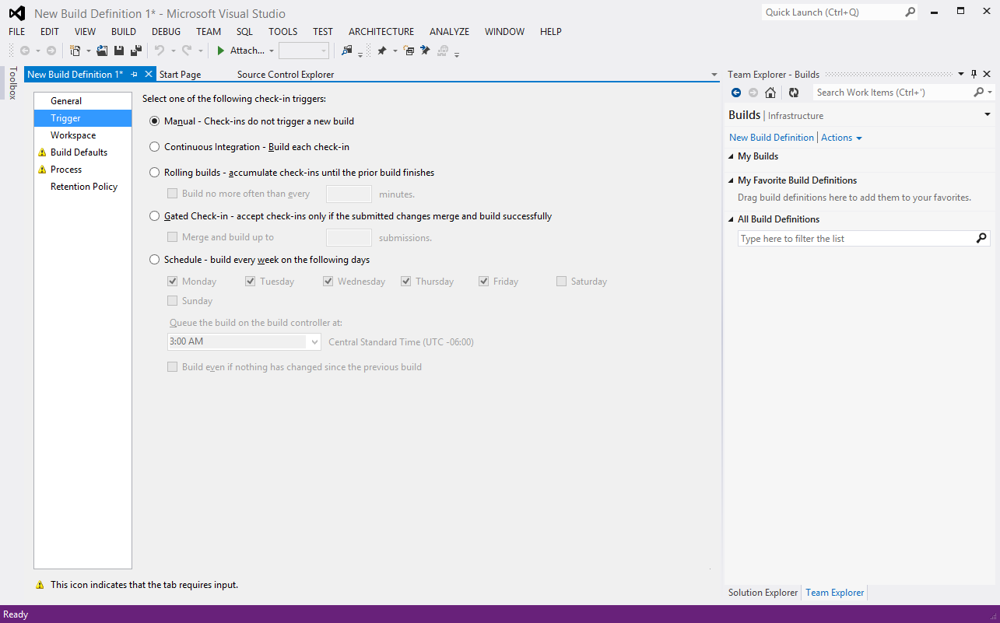 New Build Definition 1* - Microsoft Visual Studio
Quick Launch (Ctrl+Q)
FILE EDIT VIEW BUILD DEBUG TEAM SQL TOOLS TEST ARCHITECTURE ANALYZE WINDOW HELP
Attach...
Toolbox
New Build Definition 1* Start Page Source Control Explorer
General
Trigger
Workspace
Build Defaults
Process
Retention Policy
Select one of the following check-in triggers:
Manual - Check-ins do not trigger a new build
Continuous Integration - Build each check-in
Rolling builds - accumulate check-ins until the prior build finishes
Build no more often than every minutes.
Gated Check-in - accept check-ins only if the submitted changes merge and build successfully
Merge and build up to submissions.
Schedule - build every week on the following days
Monday Tuesday Wednesday Thursday Friday Saturday
Sunday
Queue the build on the build controller at:
3:00 AM Central Standard Time (UTC -06:00)
Build even if nothing has changed since the previous build
This icon indicates that the tab requires input.
Team Explorer - Builds
Search Work Items (Ctrl+')
Builds | Infrastructure
New Build Definition | Actions
My Builds
My Favorite Build Definitions
Drag build definitions here to add them to your favorites.
All Build Definitions
Type here to filter the list
Solution Explorer Team Explorer
Ready